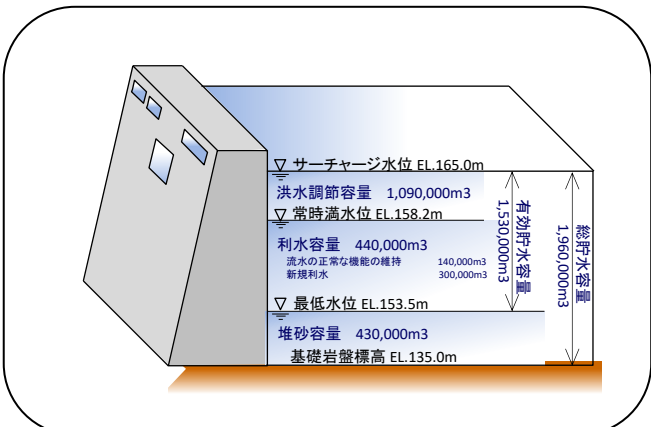 ▽ サーチャージ水位 EL.165.0m
洪水調節容量 1,090,000m3
▽ 常時満水位 EL.158.2m
利水容量 440,000m3
流水の正常な機能の維持 140,000m3
新規利水 300,000m3
▽ 最低水位 EL.153.5m
堆砂容量 430,000m3
基礎岩盤標高 EL.135.0m
有効貯水容量
1,530,000m3
総貯水容量
1,960,000m3